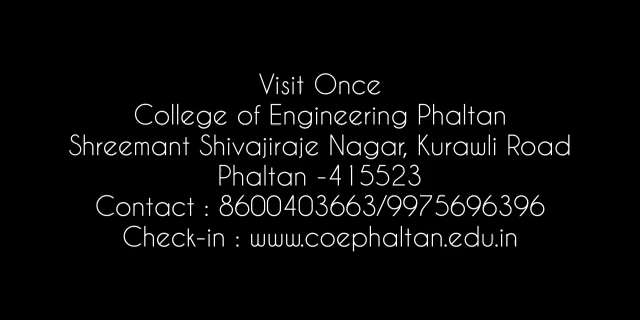 Visit Once
College of Engineering Phaltan
Shreemant Shivajiraje Nagar, Kurawli Road
Phaltan -415523
Contact : 8600403663/9975696396
Check-in : www.coephaltan.edu.in